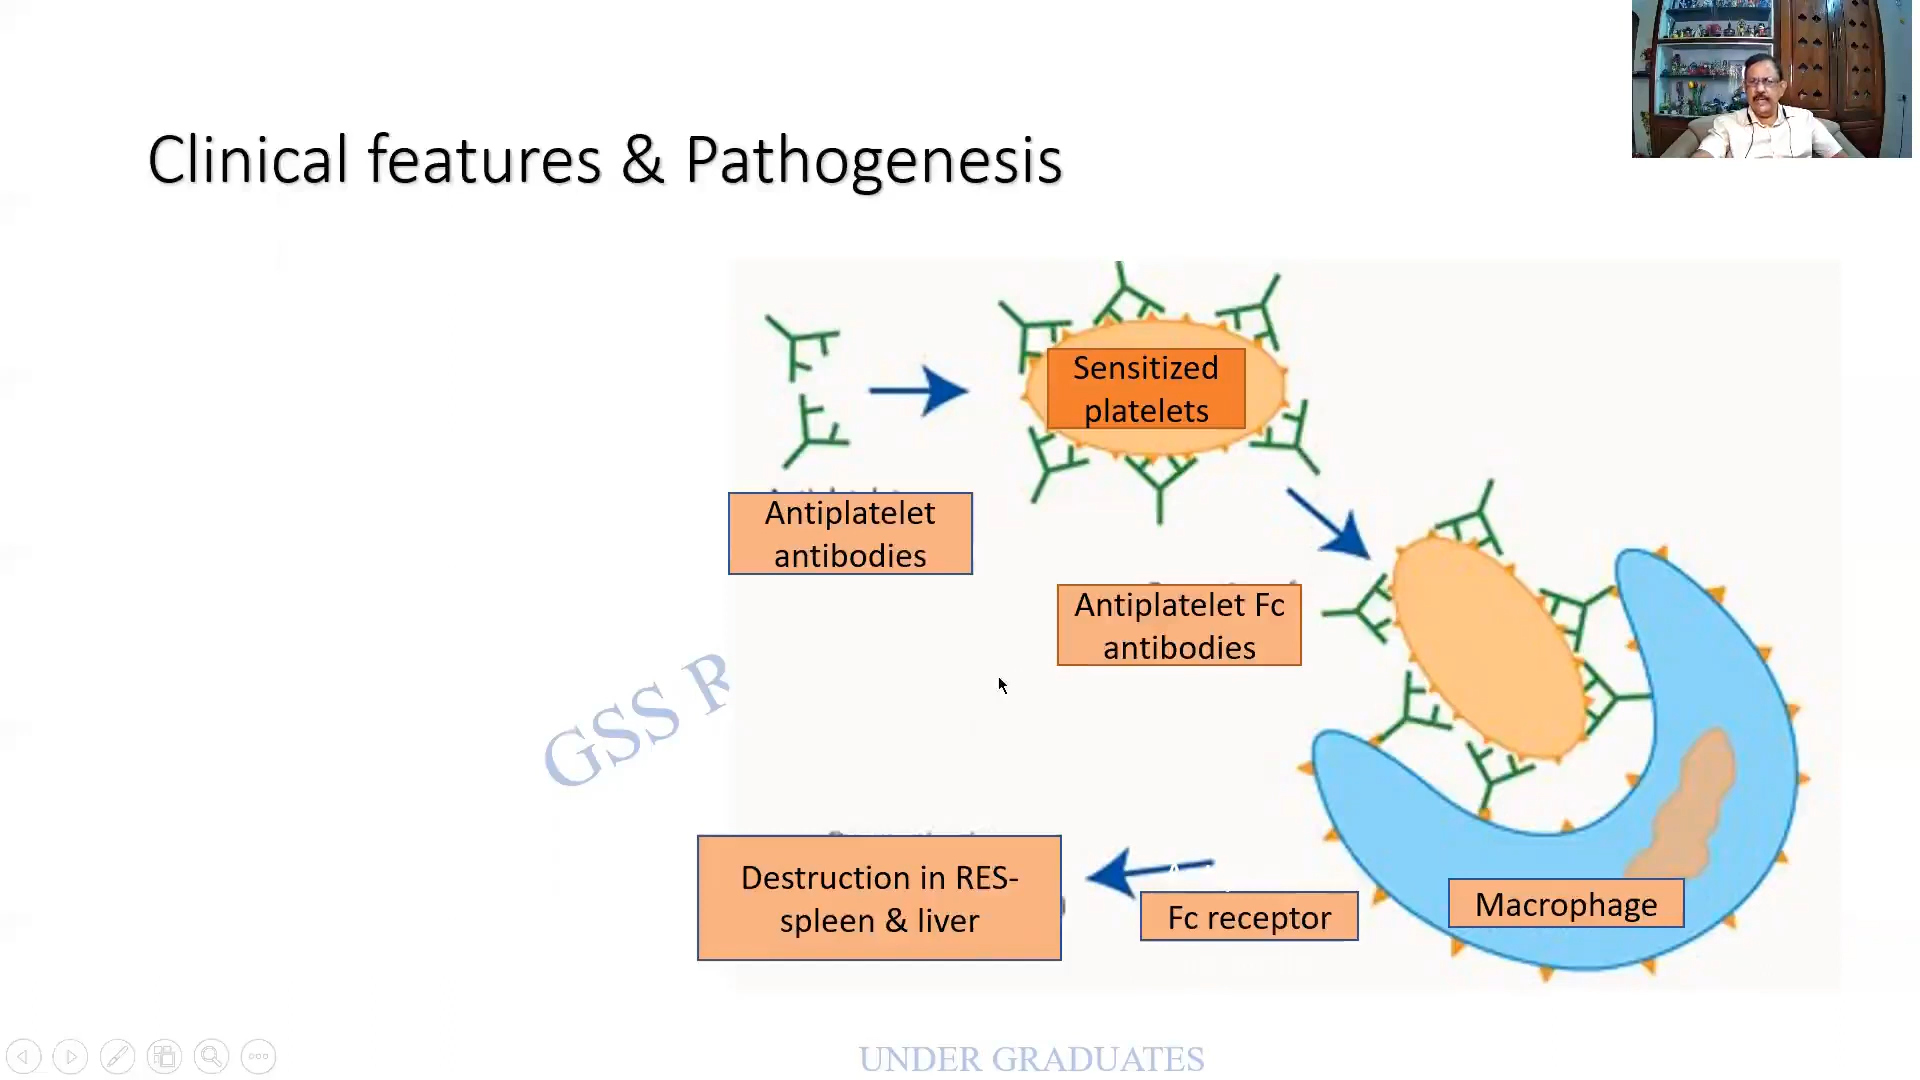 Clinical features & Pathogenesis
Sensitized
platelets
Antiplatelet
antibodies
Antiplatelet Fc
antibodies
GSS R
Destruction in RES-
spleen & liver
Fc receptor
Macrophage
UNDER GRADUATES